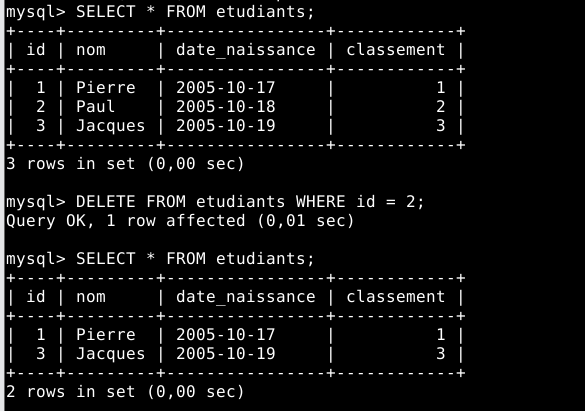 mysql> SELECT * FROM etudiants;
+----+---------+----------------+------------+
| id | nom     | date_naissance | classement |
+----+---------+----------------+------------+
|  1 | Pierre  | 2005-10-17     |          1 |
|  2 | Paul    | 2005-10-18     |          2 |
|  3 | Jacques | 2005-10-19     |          3 |
+----+---------+----------------+------------+
3 rows in set (0,00 sec)

mysql> DELETE FROM etudiants WHERE id = 2;
Query OK, 1 row affected (0,01 sec)

mysql> SELECT * FROM etudiants;
+----+---------+----------------+------------+
| id | nom     | date_naissance | classement |
+----+---------+----------------+------------+
|  1 | Pierre  | 2005-10-17     |          1 |
|  3 | Jacques | 2005-10-19     |          3 |
+----+---------+----------------+------------+
2 rows in set (0,00 sec)